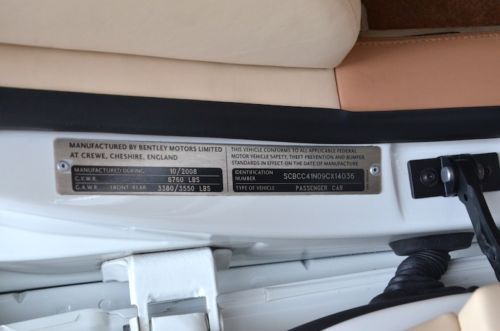 MANUFACTURED BY BENTLEY MOTORS LIMITED
AT CREWE, CHESHIRE, ENGLAND
MANUFACTURED DURING 10/2008
G.V.W.R. 6760 LBS
G.A.W.R. FRONT REAR 3380/3550 LBS
THIS VEHICLE CONFORMS TO ALL APPLICABLE FEDERAL
MOTOR VEHICLE SAFETY, THEFT PREVENTION AND BUMPER
STANDARDS IN EFFECT ON THE DATE OF MANUFACTURE
IDENTIFICATION
NUMBER SCBCC41N09CX14036
TYPE OF VEHICLE PASSENGER CAR